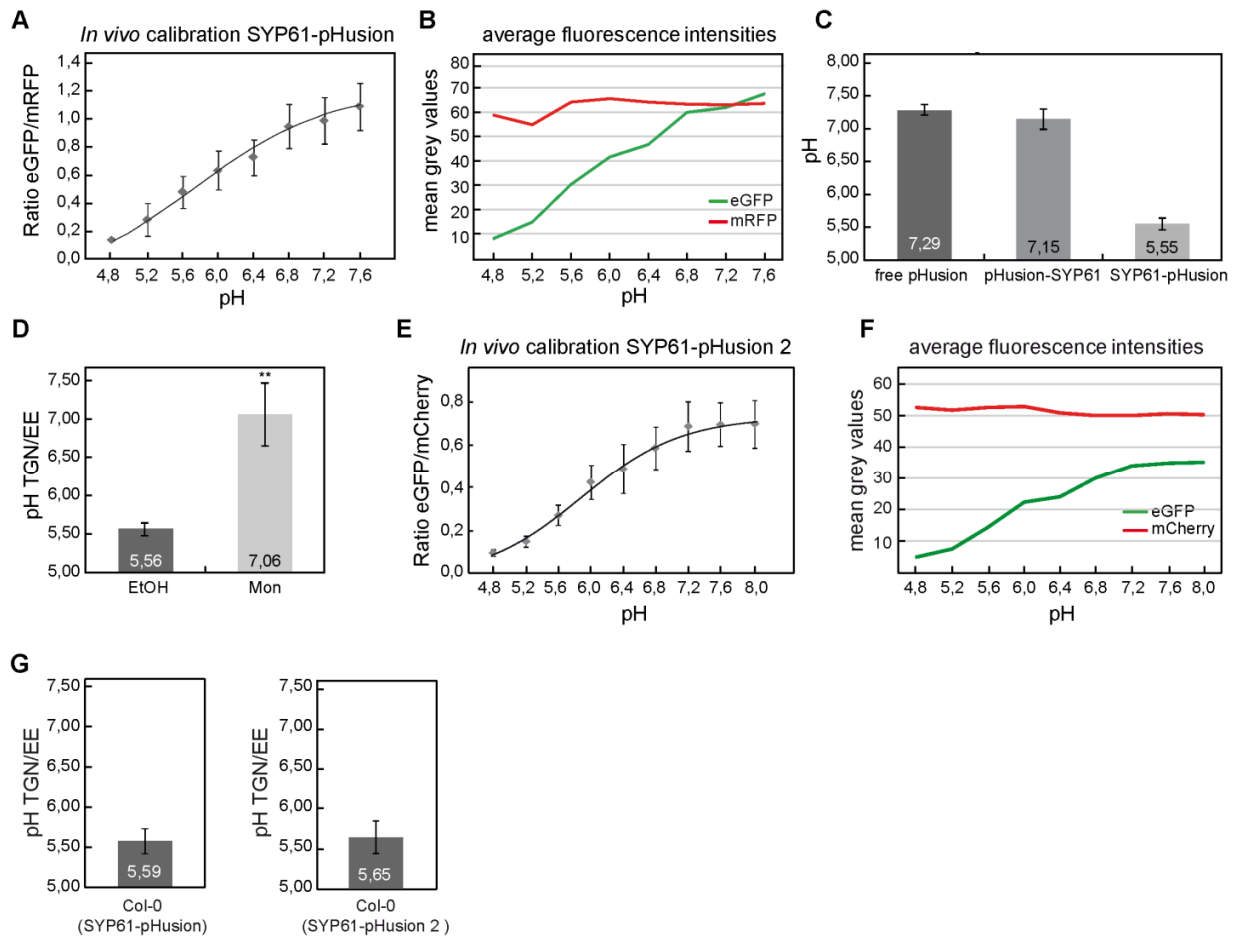 A
In vivo calibration SYP61-pHusion
Ratio eGFP/mRFP
1,4
1,2
1,0
0,8
0,6
0,4
0,2
0,0
4,8 5,2 5,6 6,0 6,4 6,8 7,2 7,6
pH
B
average fluorescence intensities
mean grey values
80
70
60
50
40
30
20
10
eGFP
mRFP
4,8 5,2 5,6 6,0 6,4 6,8 7,2 7,6
pH
C
pH
8,00
7,50
7,00
6,50
6,00
5,50
5,00
7,29 7,15 5,55
free pHusion pHusion-SYP61 SYP61-pHusion
D
pH TGN/EE
7,50
7,00
6,50
6,00
5,50
5,00
**
5,56 7,06
EtOH Mon
E
In vivo calibration SYP61-pHusion 2
Ratio eGFP/mCherry
0,8
0,6
0,4
0,2
0,0
4,8 5,2 5,6 6,0 6,4 6,8 7,2 7,6 8,0
pH
F
average fluorescence intensities
mean grey values
60
50
40
30
20
10
eGFP
mCherry
4,8 5,2 5,6 6,0 6,4 6,8 7,2 7,6 8,0
pH
G
pH TGN/EE
7,50
7,00
6,50
6,00
5,50
5,00
5,59
Col-0
(SYP61-pHusion)
pH TGN/EE
7,50
7,00
6,50
6,00
5,50
5,00
5,65
Col-0
(SYP61-pHusion 2 )